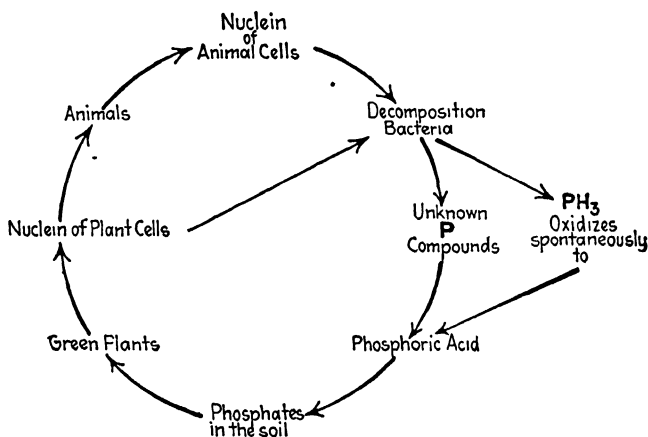 Nuclein
of
Animal Cells
Animals
Decomposition
Bacteria
Nuclein of Plant Cells
Unknown
P
Compounds
PH3
Oxidizes
spontaneously
to
Green Flants
Phosphoric Acid
Phosphates
in the soil